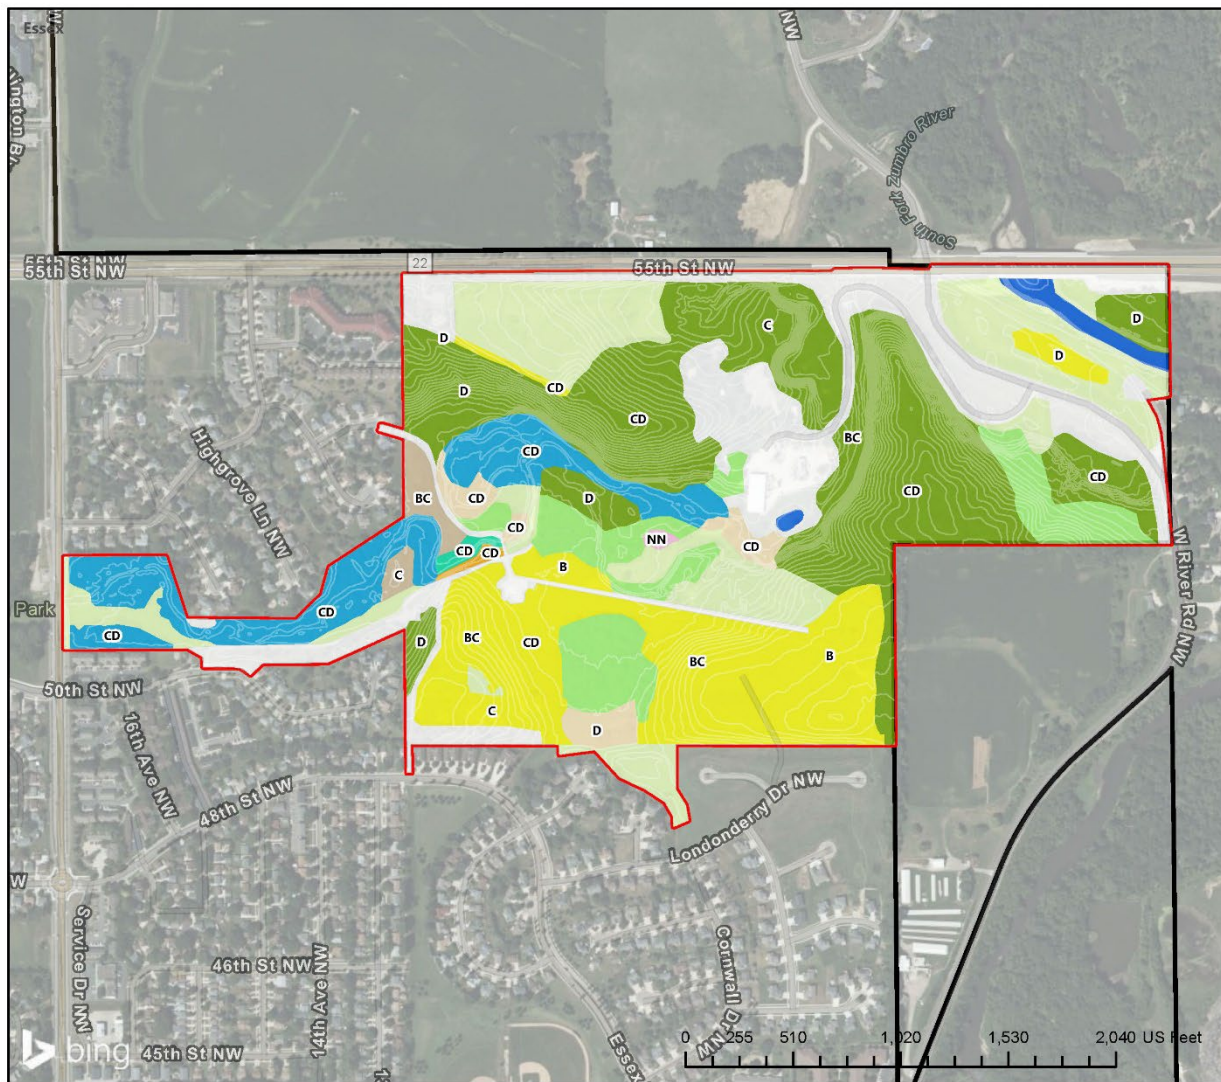 Essex
NW
NW
ington Bl
South Fork Zumbro River
55th St NW
55th St NW
22
55th St NW
C
D
D
D
CD
D
CD
BC
CD
Highgrove Ln NW
BC
CD
D
CD
CD
CD
NN
CD
CD
CD
C
B
Park
CD
CD
D
BC
CD
BC
B
W River Rd NW
50th St NW
C
D
16th Ave NW
48th St NW
Londonderry Dr NW
W
Service Dr NW
46th St NW
14th Ave NW
Cornwall Dr NW
Essex
0 255 510 1,020 1,530 2,040 US Feet
bing
45th St NW